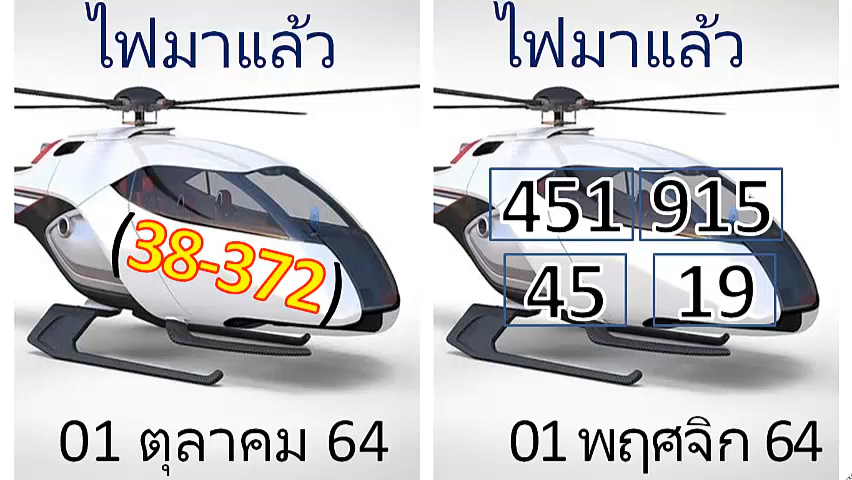 ไฟมาแล้ว
(38-372)
01 ตุลาคม 64
ไฟมาแล้ว
451 915
45 19
01 พฤศจิก 64